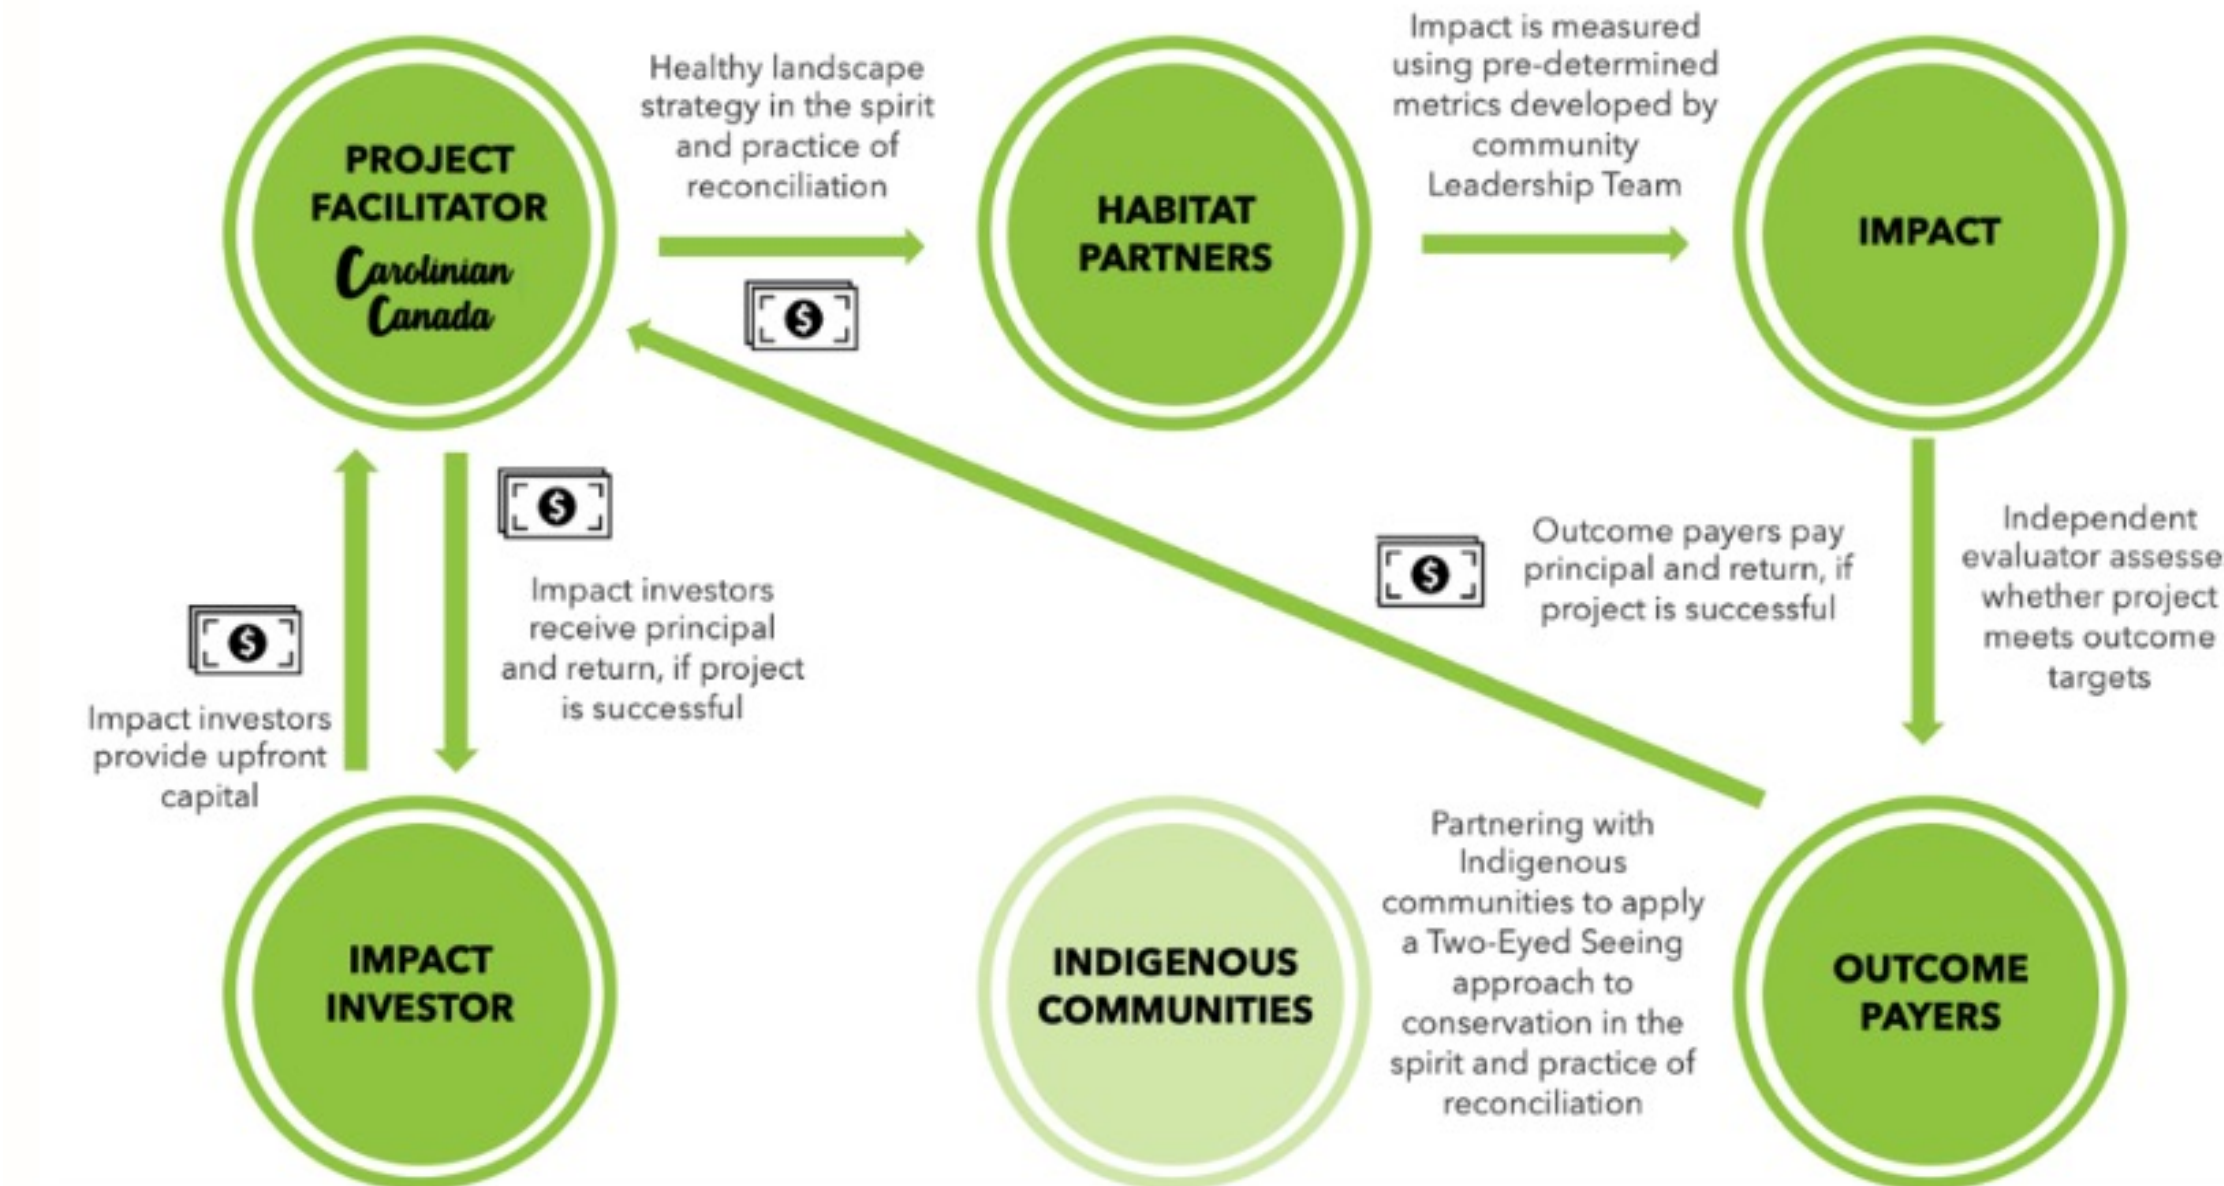 PROJECT
FACILITATOR
Carolinian
Canada
Healthy landscape
strategy in the spirit
and practice of
reconciliation
$
HABITAT
PARTNERS
Impact is measured
using pre-determined
metrics developed by
community
Leadership Team
IMPACT
$
Impact investors
receive principal
and return, if project
is successful
$
Impact investors
provide upfront
capital
$
Outcome payers pay
principal and return, if
project is successful
Independent
evaluator assesse
whether project
meets outcome
targets
IMPACT
INVESTOR
INDIGENOUS
COMMUNITIES
Partnering with
Indigenous
communities to apply
a Two-Eyed Seeing
approach to
conservation in the
spirit and practice of
reconciliation
OUTCOME
PAYERS